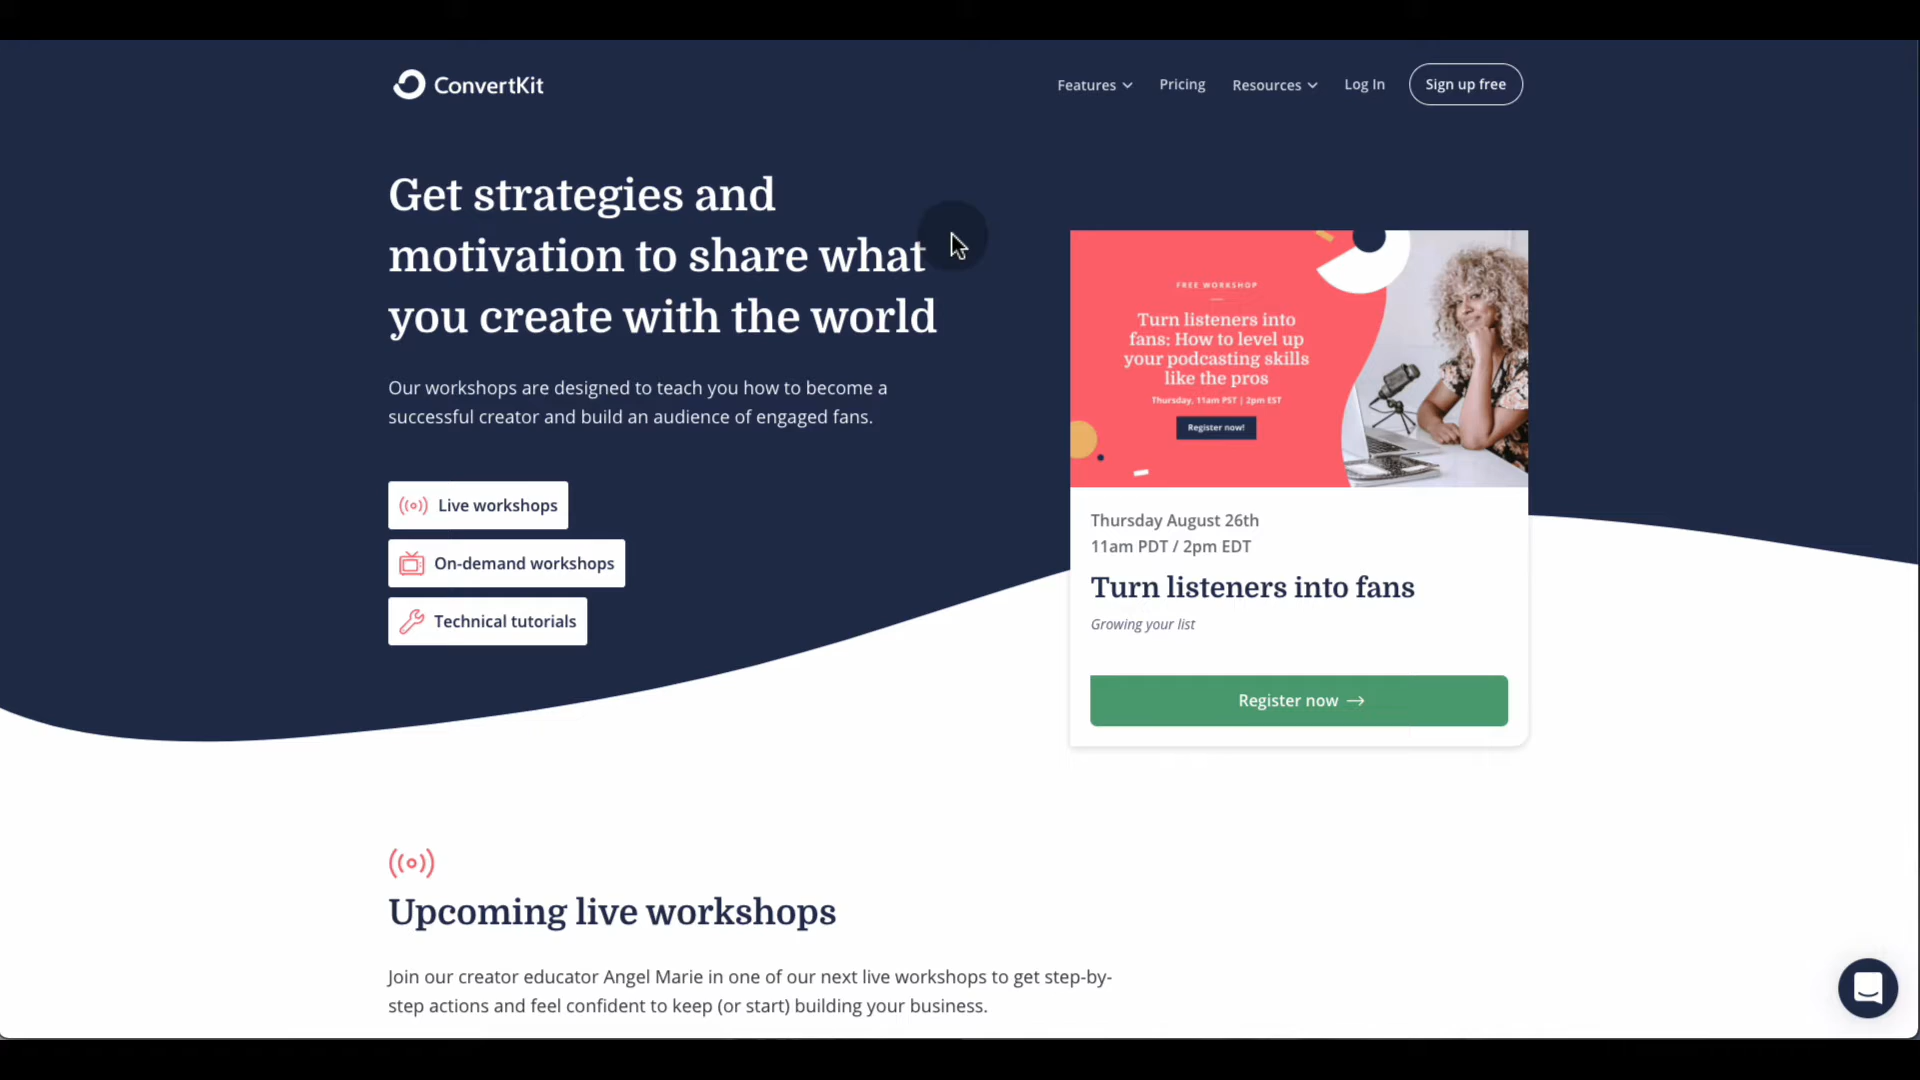 ConvertKit
Features
Pricing
Resources
Log In
Sign up free
Get strategies and
motivation to share what
you create with the world
Our workshops are designed to teach you how to become a
successful creator and build an audience of engaged fans.
Live workshops
On-demand workshops
Technical tutorials
FREE WORKSHOP
Turn listeners into
fans: How to level up
your podcasting skills
like the pros
Thursday, 11am PST | 2pm EST
Register now!
Thursday August 26th
11am PDT / 2pm EDT
Turn listeners into fans
Growing your list
Register now →
Upcoming live workshops
Join our creator educator Angel Marie in one of our next live workshops to get step-by-
step actions and feel confident to keep (or start) building your business.